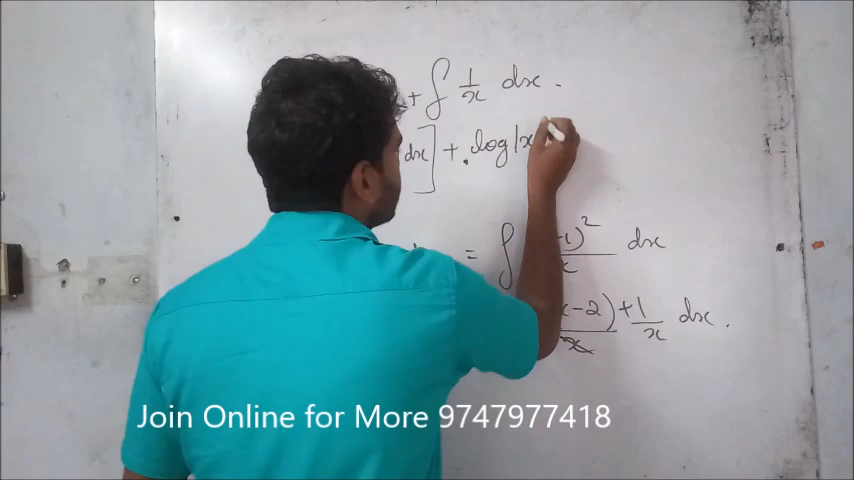 + ∫ 1/x dx.
dx] + . log|x
= ∫ -1)² dx
x-2) + 1/x dx.
Join Online for More 9747977418